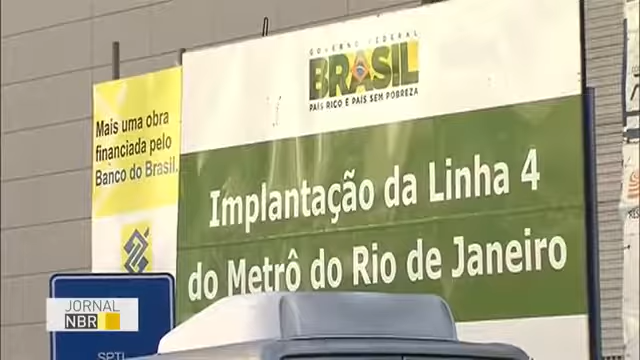 GOVERNO FEDERAL
BRASIL
PAÍS RICO É PAÍS SEM POBREZA
Mais uma obra
financiada pelo
Banco do Brasil.
Implantação da Linha 4
do Metrô do Rio de Janeiro
JORNAL
NBR
SPTL